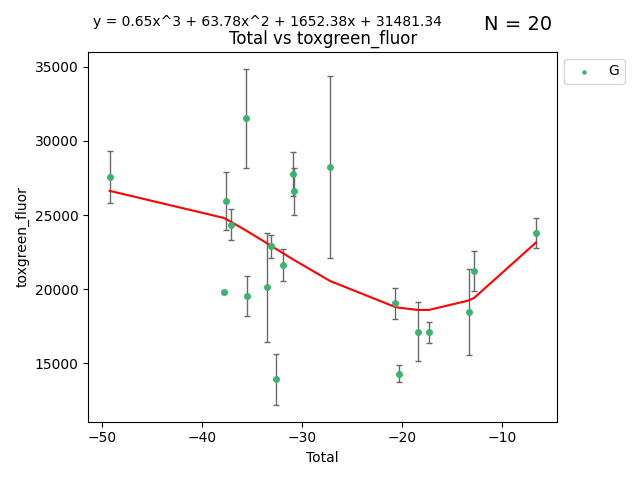 y = 0.65x^3 + 63.78x^2 + 1652.38x + 31481.34
N = 20
Total vs toxgreen_fluor
G
35000
30000
25000
20000
15000
toxgreen_fluor
−50 −40 −30 −20 −10
Total